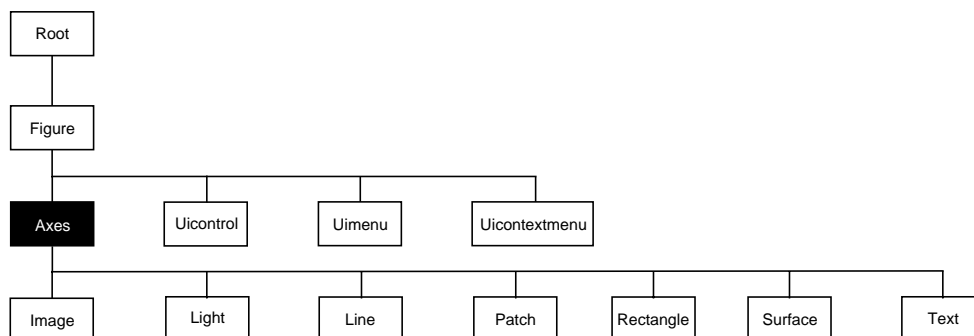 Root
Figure
Axes
Uicontrol
Uimenu
Uicontextmenu
Image
Light
Line
Patch
Rectangle
Surface
Text